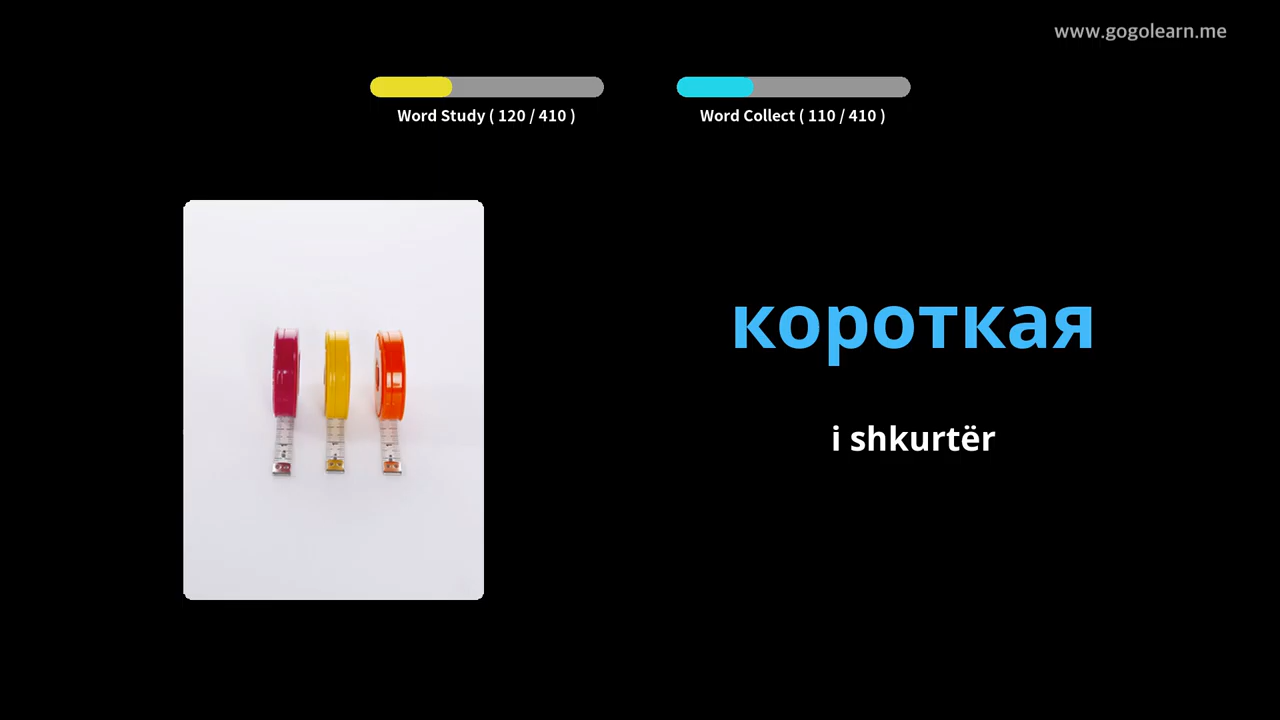 www.gogolearn.me
Word Study ( 120 / 410 )
Word Collect ( 110 / 410 )
короткая
i shkurtër